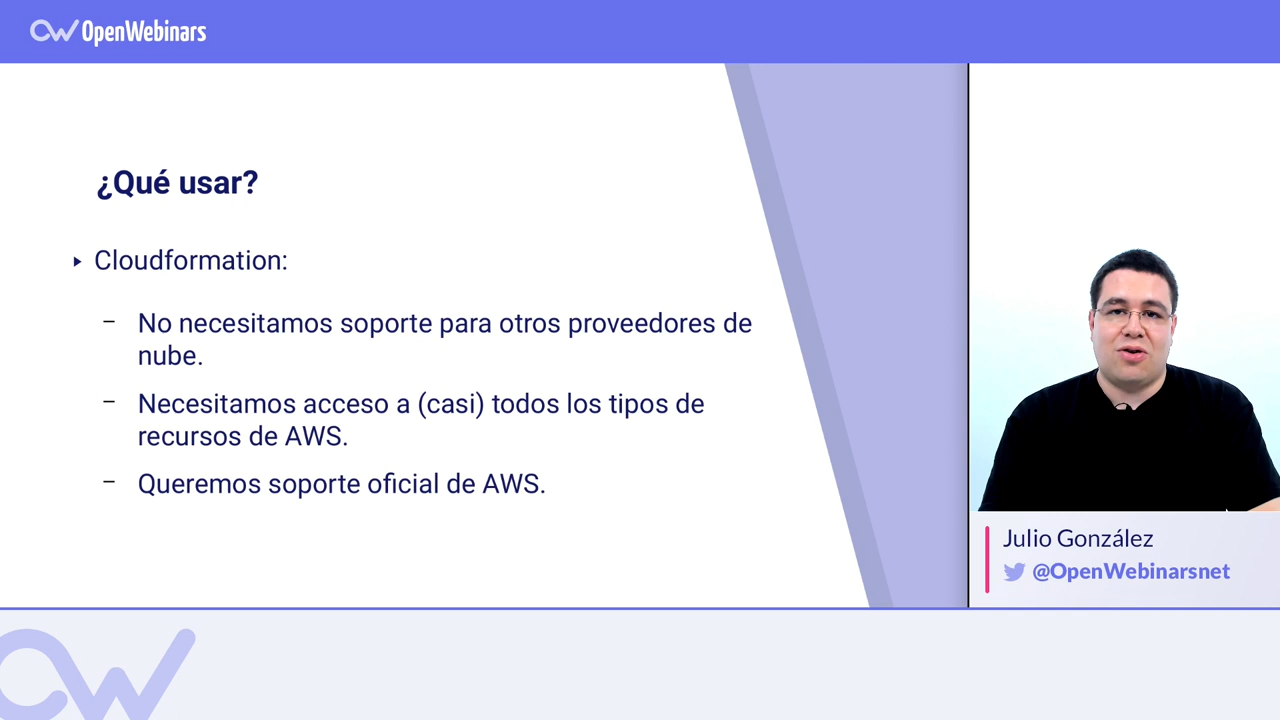 OpenWebinars
¿Qué usar?
Cloudformation:
No necesitamos soporte para otros proveedores de
nube.
Necesitamos acceso a (casi) todos los tipos de
recursos de AWS.
Queremos soporte oficial de AWS.
Julio González
@OpenWebinarsnet